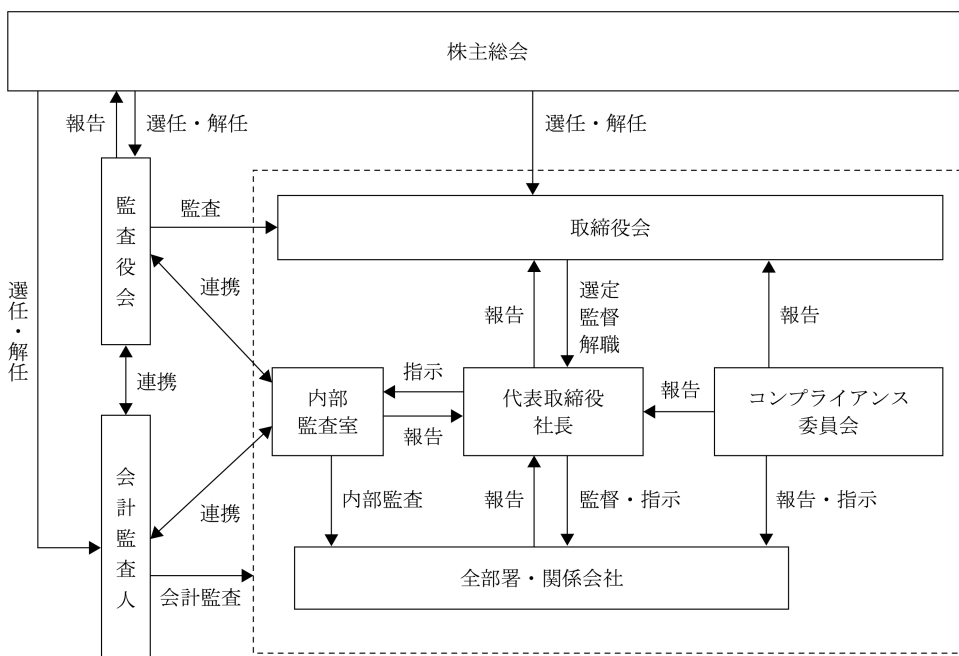 株主総会
報告
選任・解任
選任・解任
監査役会
監査
取締役会
選任・解任
連携
報告
選定
監督
解職
報告
連携
指示
内部
監査室
報告
代表取締役
社長
報告
コンプライアンス
委員会
会計監査人
連携
内部監査
報告
監督・指示
報告・指示
会計監査
全部署・関係会社